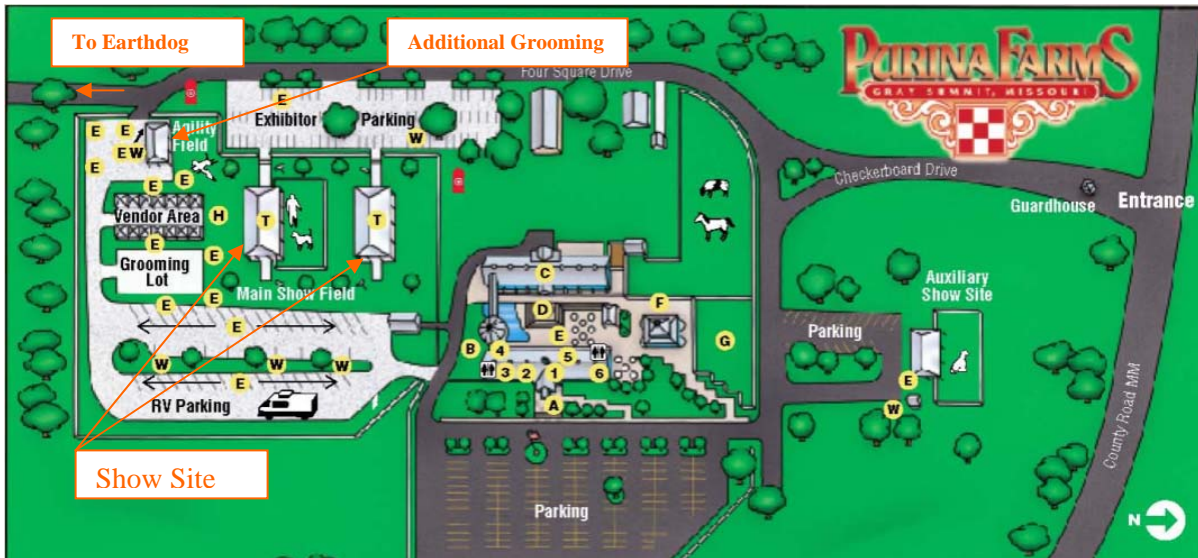 To Earthdog
Additional Grooming
PURINA FARMS
GRAY SUMMIT, MISSOURI
Four Square Drive
E
Exhibitor Parking
W
E
E
Agility
Field
E W
E
E
E
Checkerboard Drive
Guardhouse
Entrance
Vendor Area
H
T
T
E
E
Grooming
Lot
Main Show Field
C
Auxiliary
Show Site
E
E
E
D
F
E
Parking
G
B
4
5
W
W
W
3
2
1
6
E
E
RV Parking
A
W
County Road MM
Show Site
Parking
N